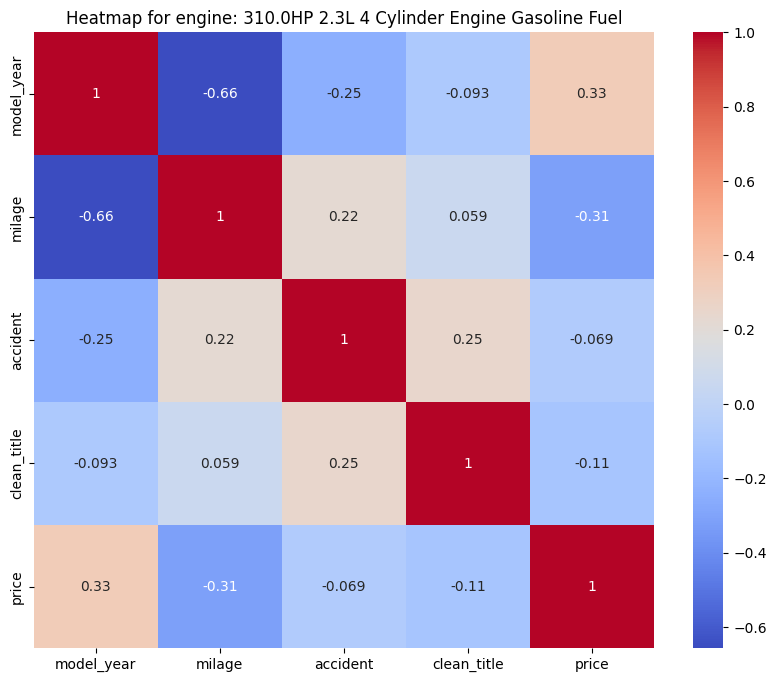 Heatmap for engine: 310.0HP 2.3L 4 Cylinder Engine Gasoline Fuel
model_year 1 -0.66 -0.25 -0.093 0.33
milage -0.66 1 0.22 0.059 -0.31
accident -0.25 0.22 1 0.25 -0.069
clean_title -0.093 0.059 0.25 1 -0.11
price 0.33 -0.31 -0.069 -0.11 1
model_year milage accident clean_title price
1.0
0.8
0.6
0.4
0.2
0.0
-0.2
-0.4
-0.6